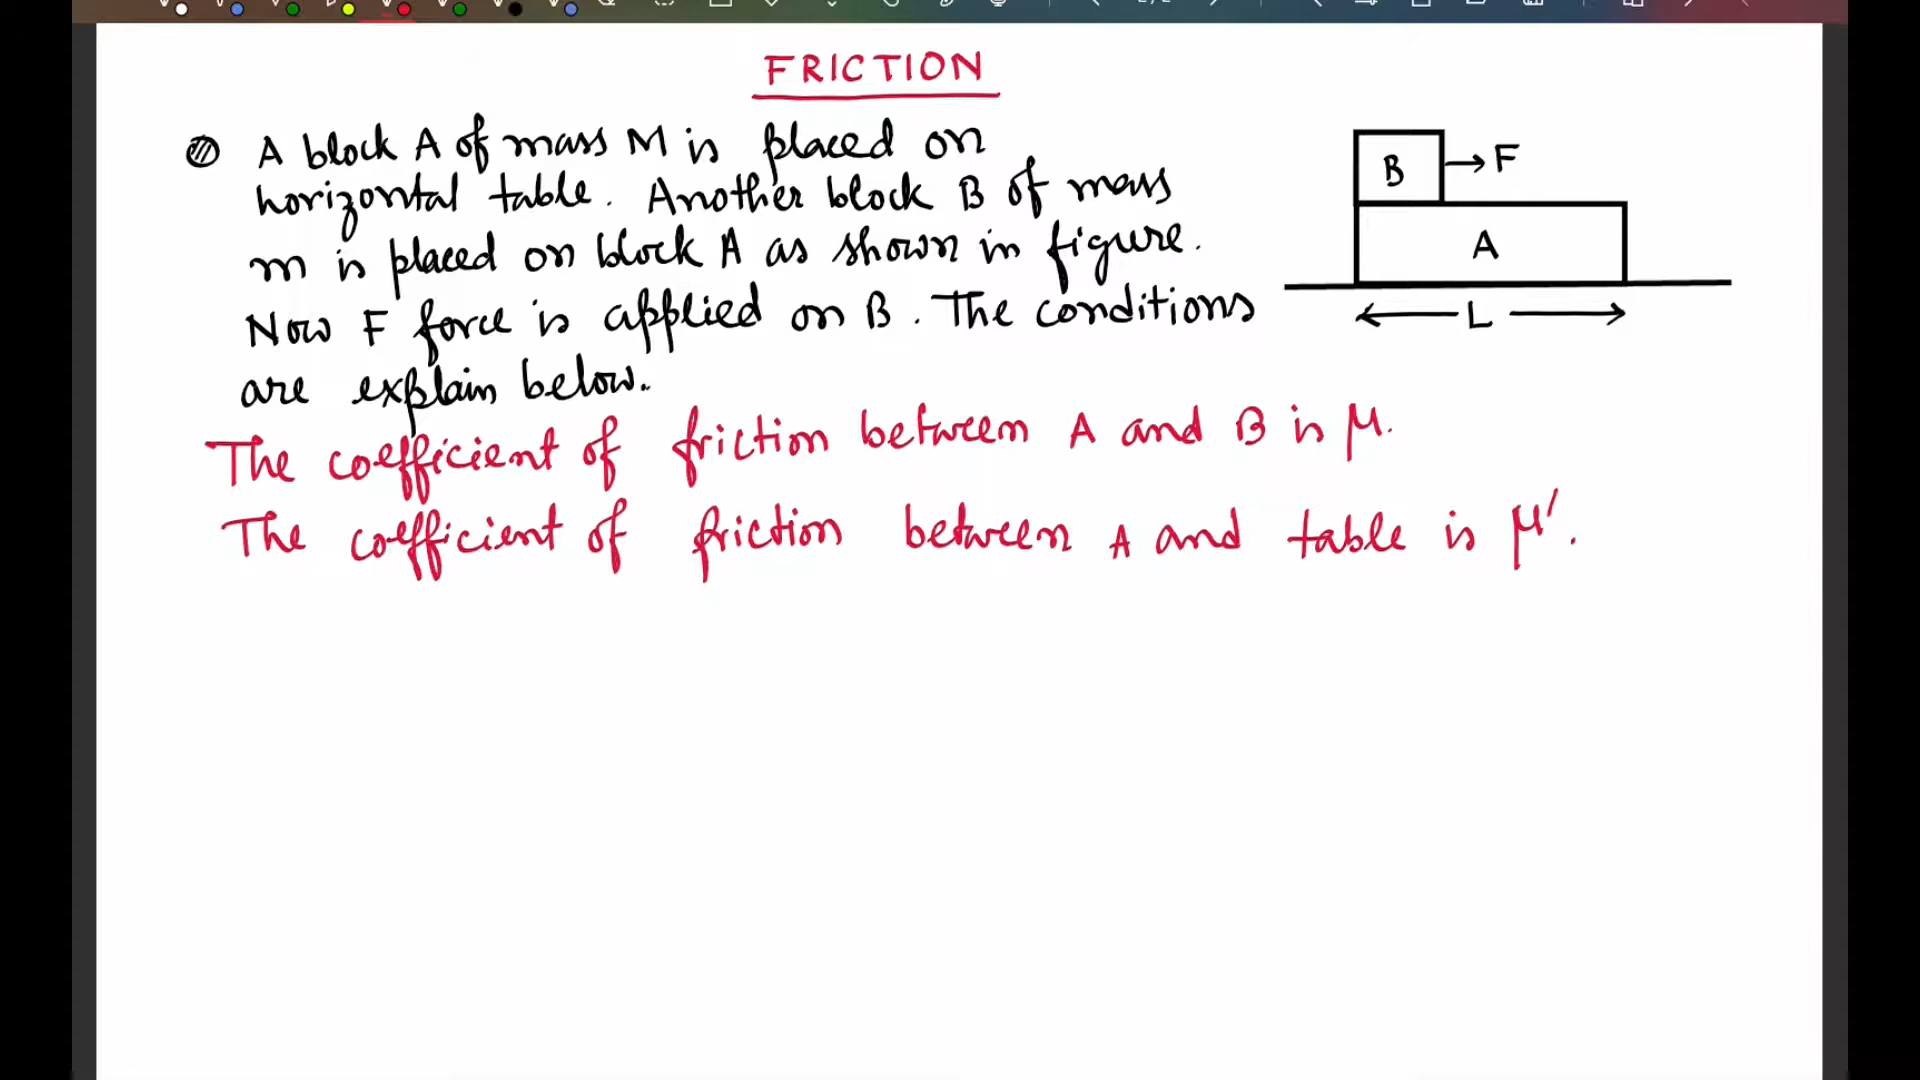 FRICTION
A block A of mass M is placed on
horizontal table. Another block B of mass
m is placed on block A as shown in figure.
Now F force is applied on B. The conditions
are explain below.
B → F
A
L
The coefficient of friction between A and B is μ.
The coefficient of friction between A and table is μ'.